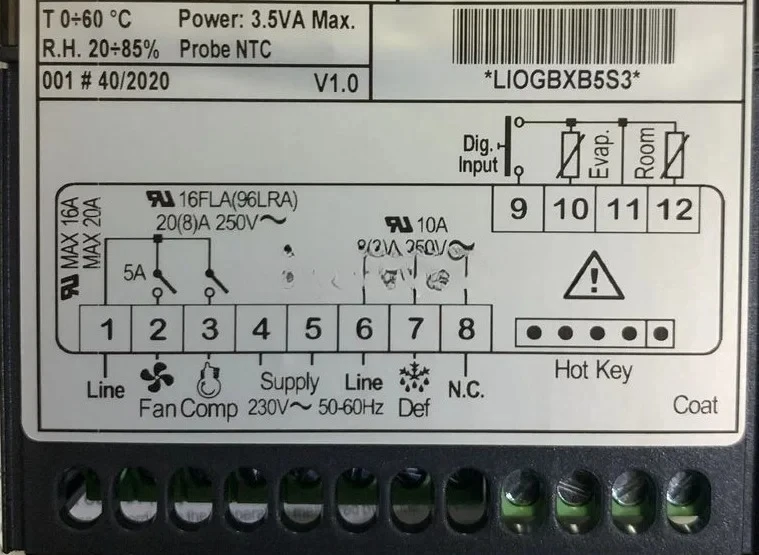 T 0÷60 °C Power: 3.5VA Max.
R.H. 20÷85% Probe NTC
*LIOGBXB5S3*
001 # 40/2020 V1.0
Dig.
Input
Evap.
Room
9 10 11 12
MAX 16A
MAX 20A
16FLA(96LRA)
20(8)A 250V~
10A
5A
1 2 3 4 5 6 7 8
Line Fan Comp Supply
230V~ 50-60Hz
Line Def N.C.
Hot Key
Coat